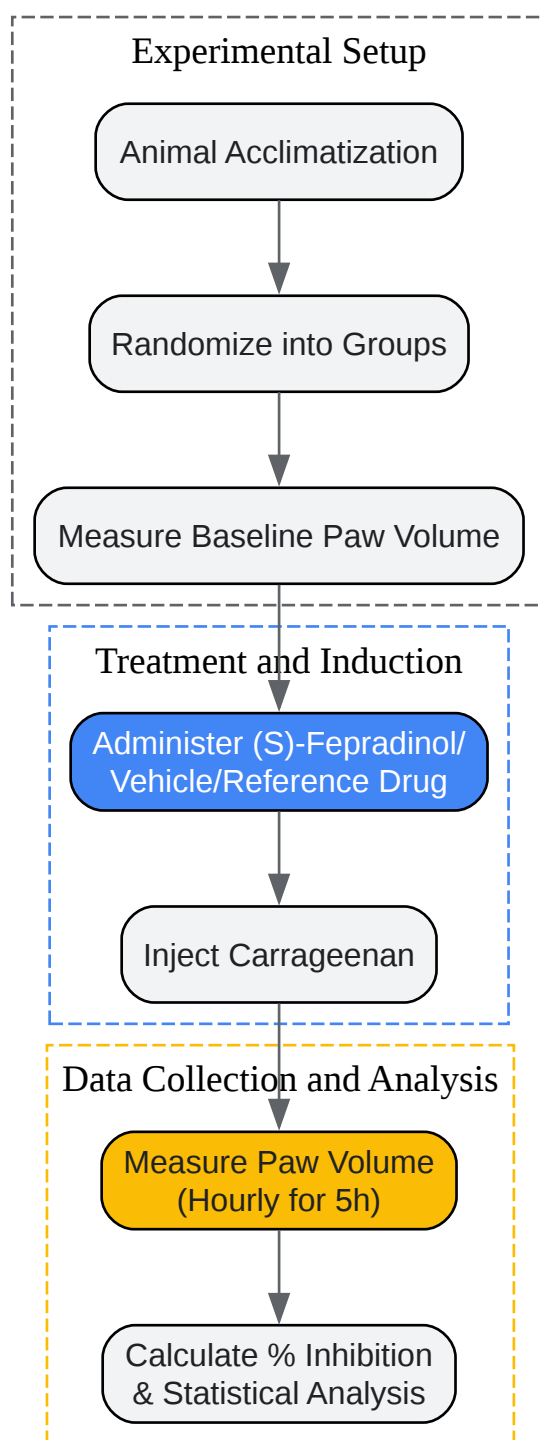 Experimental Setup
Animal Acclimatization
Randomize into Groups
Measure Baseline Paw Volume
Treatment and Induction
Administer (S)-Fepradinol/
Vehicle/Reference Drug
Inject Carrageenan
Data Collection and Analysis
Measure Paw Volume
(Hourly for 5h)
Calculate % Inhibition
& Statistical Analysis